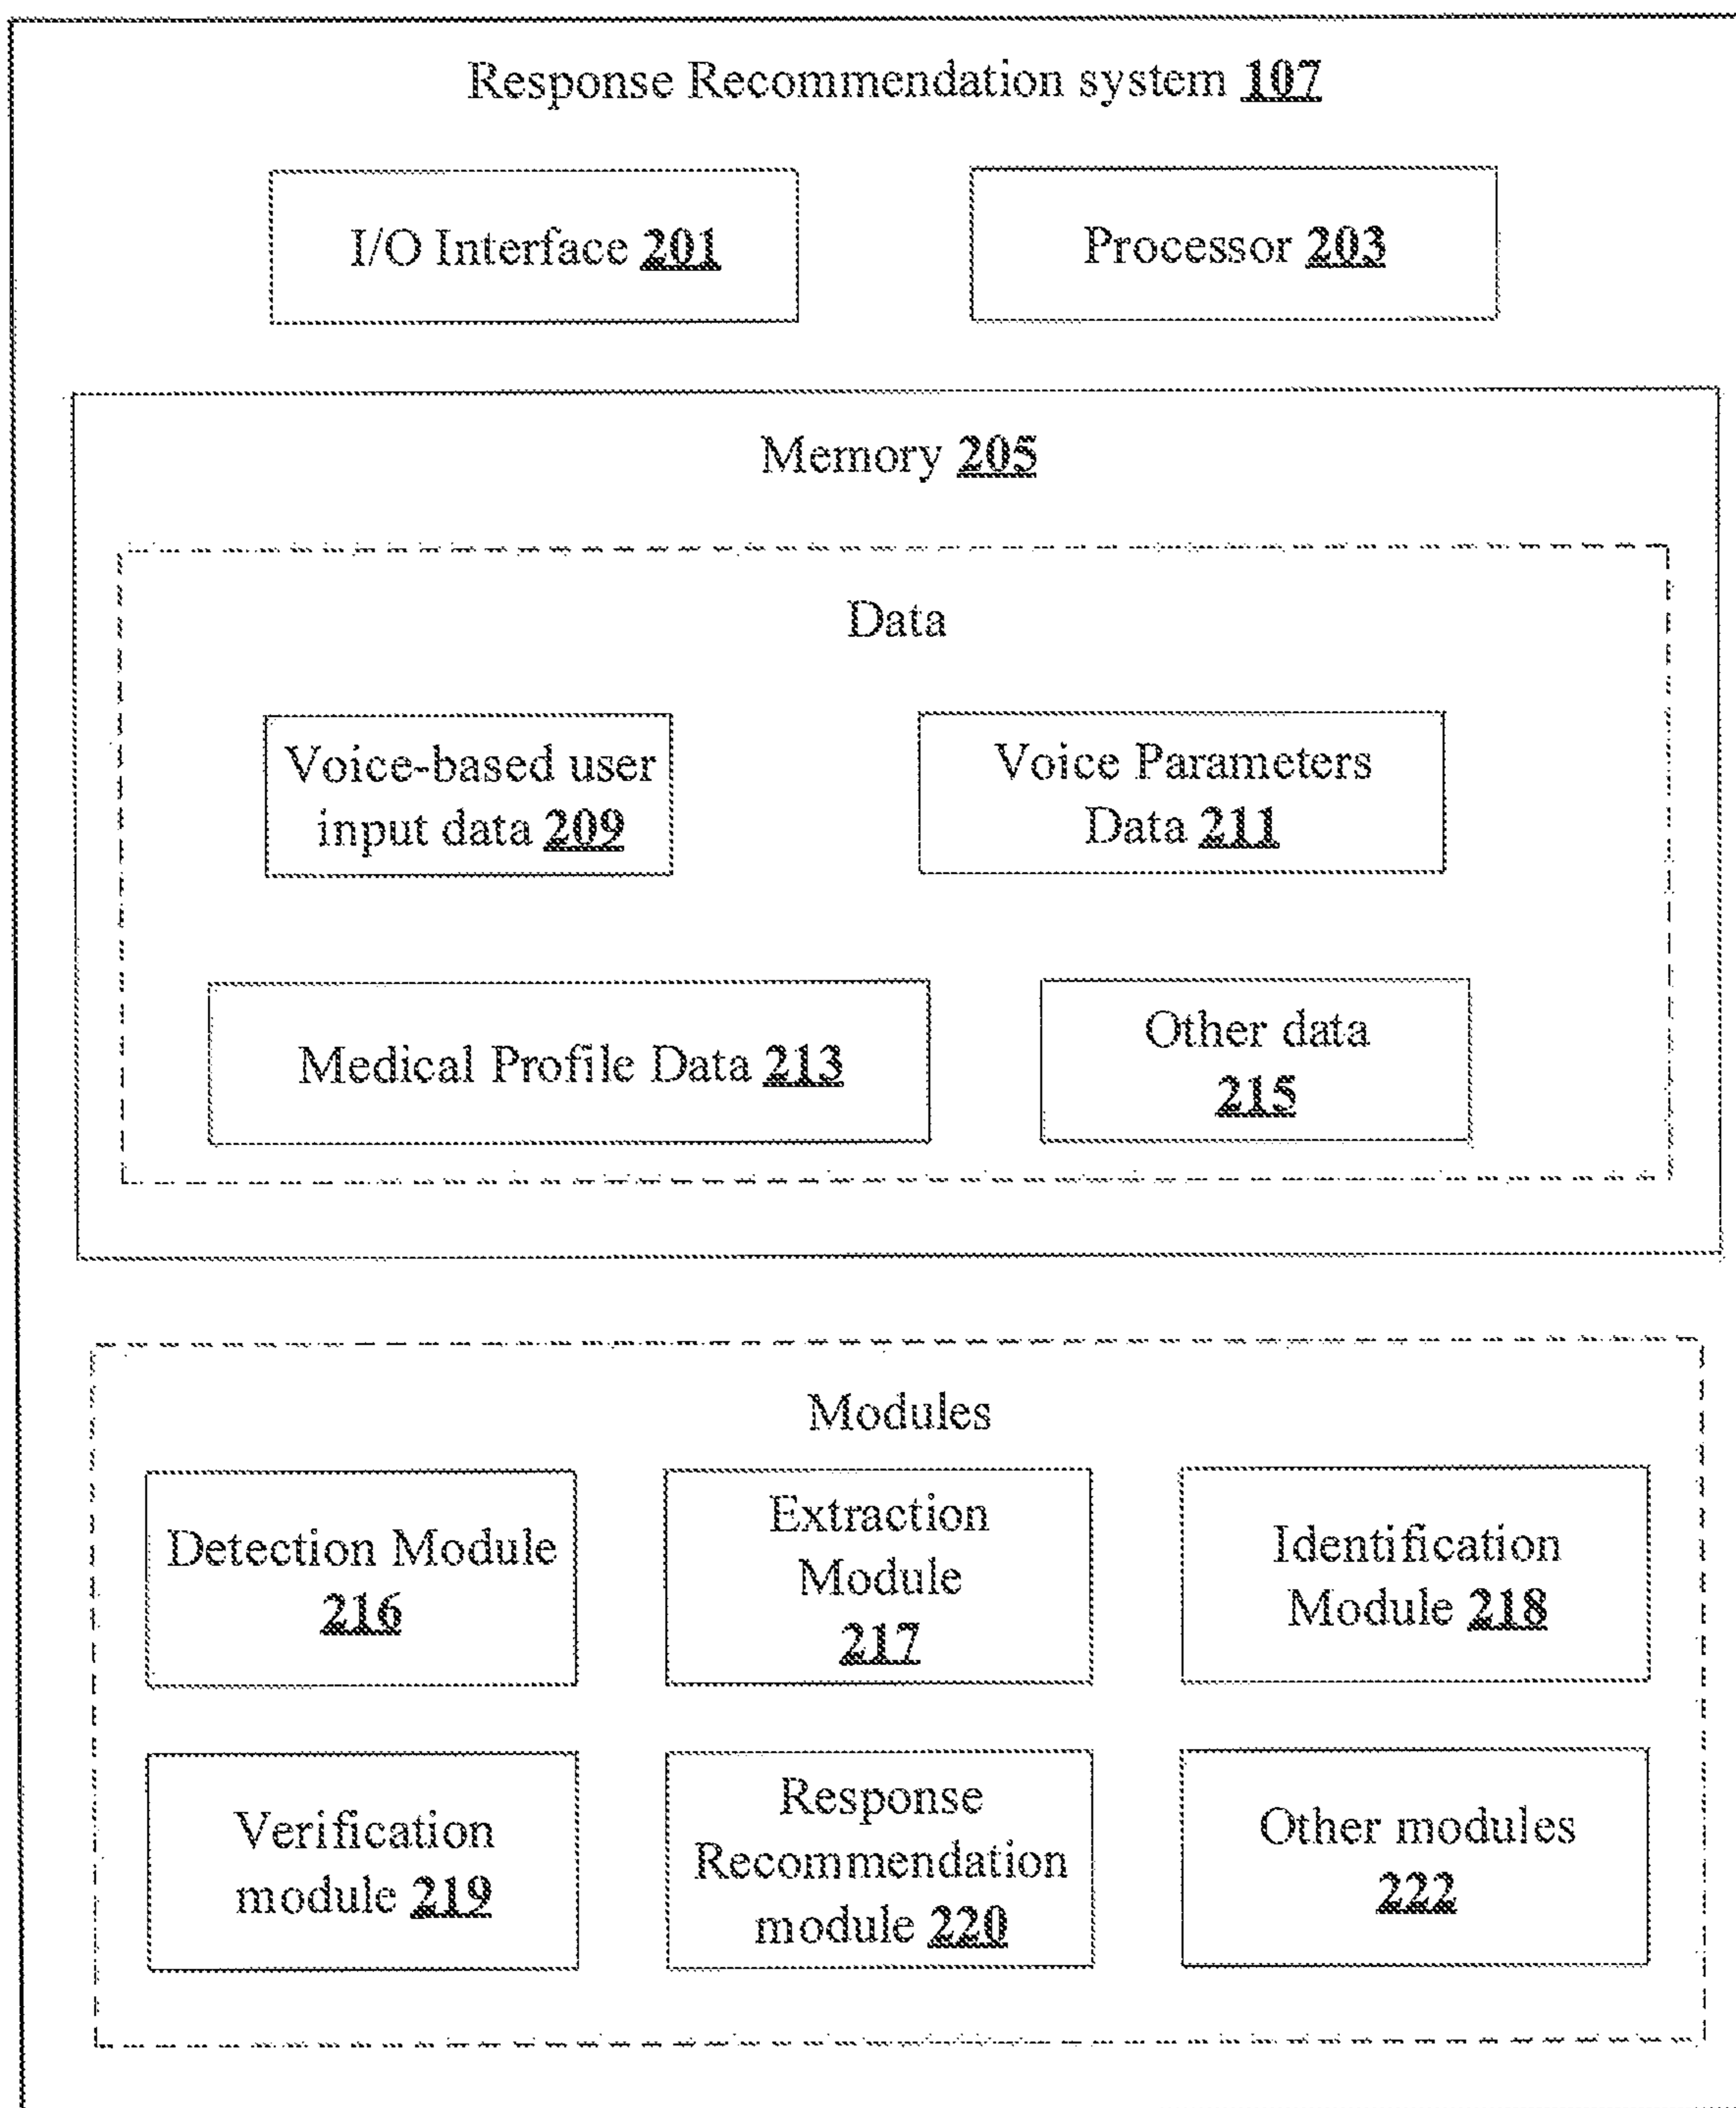 Response Recommendation system 107
I/O Interface 201
Processor 203
Memory 205
Data
Voice-based user
input data 209
Voice Parameters
Data 211
Medical Profile Data 213
Other data
215
Modules
Detection Module
216
Extraction
Module
217
Identification
Module 218
Verification
module 219
Response
Recommendation
module 220
Other modules
222